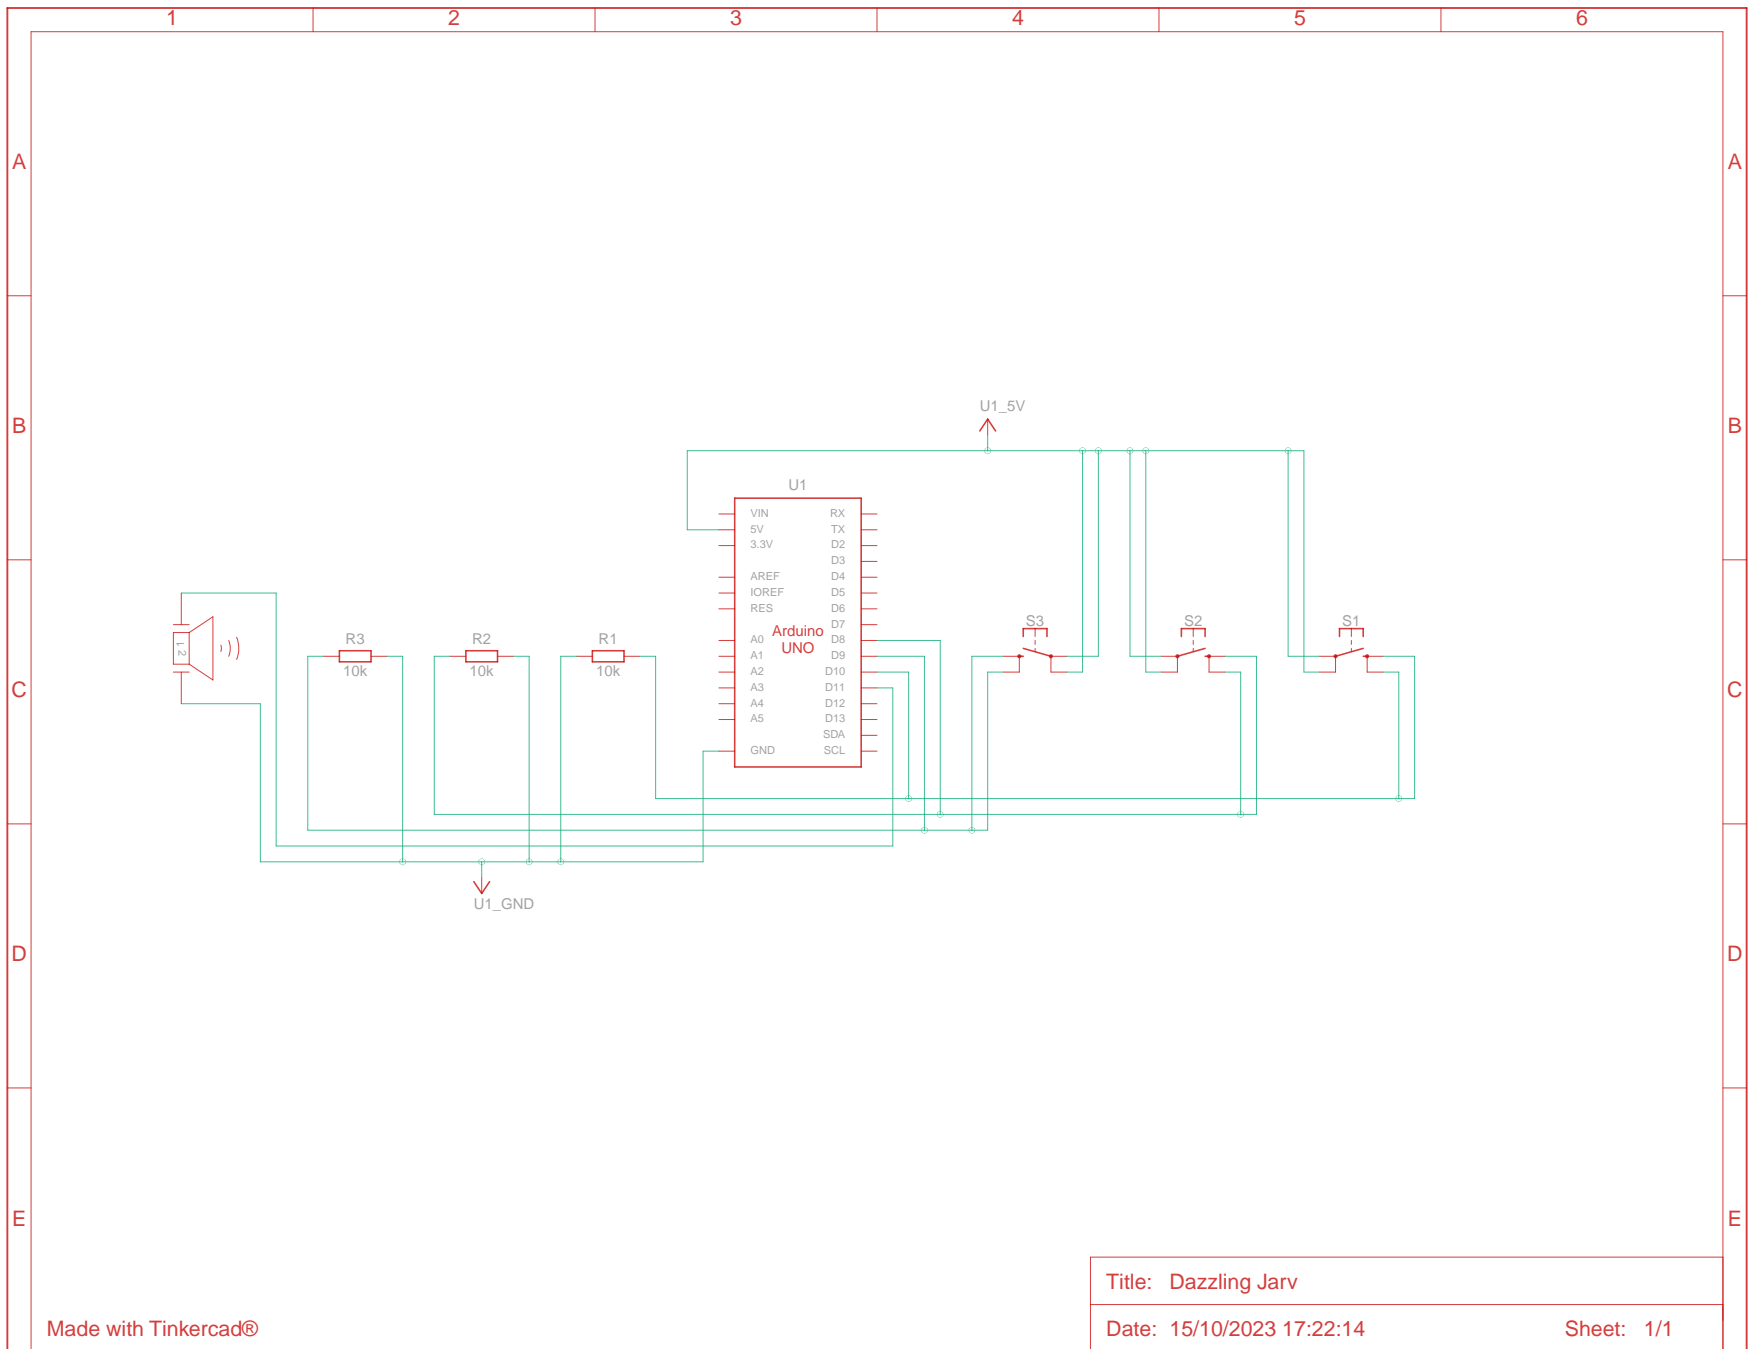 1 2 3 4 5 6
A A
B B
U1_5V
U1
VIN RX
5V TX
3.3V D2
D3
AREF D4
IOREF D5
RES D6
D7
Arduino
UNO
A0 D8
A1 D9
A2 D10
A3 D11
A4 D12
A5 D13
SDA
GND SCL
S3 S2 S1
R3 R2 R1
10k 10k 10k
1 2
C C
U1_GND
D D
E E
Title: Dazzling Jarv
Made with Tinkercad®
Date: 15/10/2023 17:22:14 Sheet: 1/1